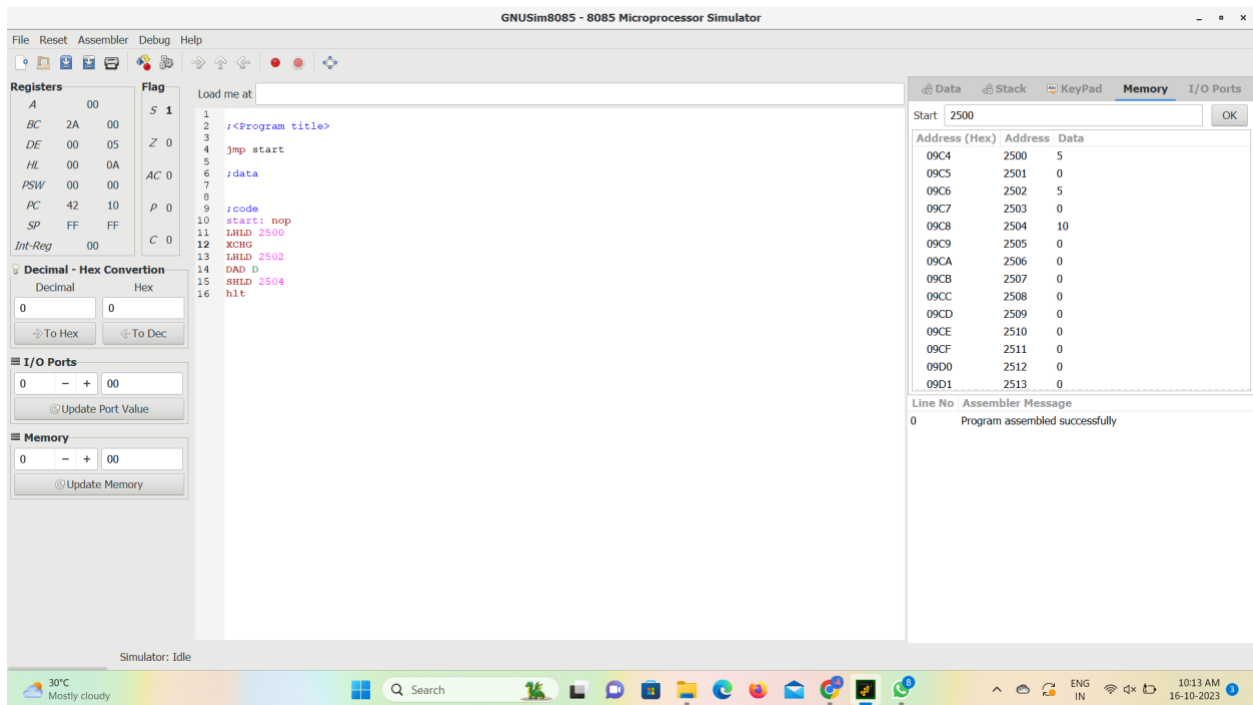 GNUSim8085 - 8085 Microprocessor Simulator
File Reset Assembler Debug Help
Registers
A 00
BC 2A 00
DE 00 05
HL 00 0A
PSW 00 00
PC 42 10
SP FF FF
Int-Reg 00
Flag
S 1
Z 0
AC 0
P 0
C 0
Decimal - Hex Convertion
Decimal Hex
0 0
To Hex To Dec
I/O Ports
0 − + 00
Update Port Value
Memory
0 − + 00
Update Memory
Load me at
1
2 ;<Program title>
3
4 jmp start
5
6 ;data
7
8
9 ;code
10 start: nop
11 LHLD 2500
12 XCHG
13 LHLD 2502
14 DAD D
15 SHLD 2504
16 hlt
Data Stack KeyPad Memory I/O Ports
Start 2500 OK
Address (Hex) Address Data
09C4 2500 5
09C5 2501 0
09C6 2502 5
09C7 2503 0
09C8 2504 10
09C9 2505 0
09CA 2506 0
09CB 2507 0
09CC 2508 0
09CD 2509 0
09CE 2510 0
09CF 2511 0
09D0 2512 0
09D1 2513 0
Line No Assembler Message
0 Program assembled successfully
Simulator: Idle
30°C
Mostly cloudy
Search
8
ENG
IN
10:13 AM
16-10-2023
3